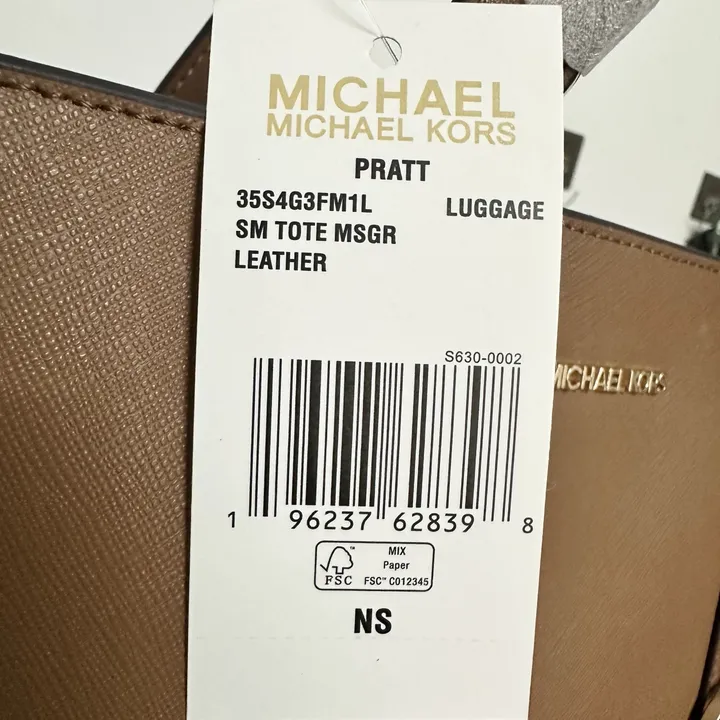 MICHAEL
MICHAEL KORS
PRATT
35S4G3FM1L LUGGAGE
SM TOTE MSGR
LEATHER
S630-0002
1 96237 62839 8
FSC
MIX
Paper
FSC™ C012345
NS
MICHAEL KORS